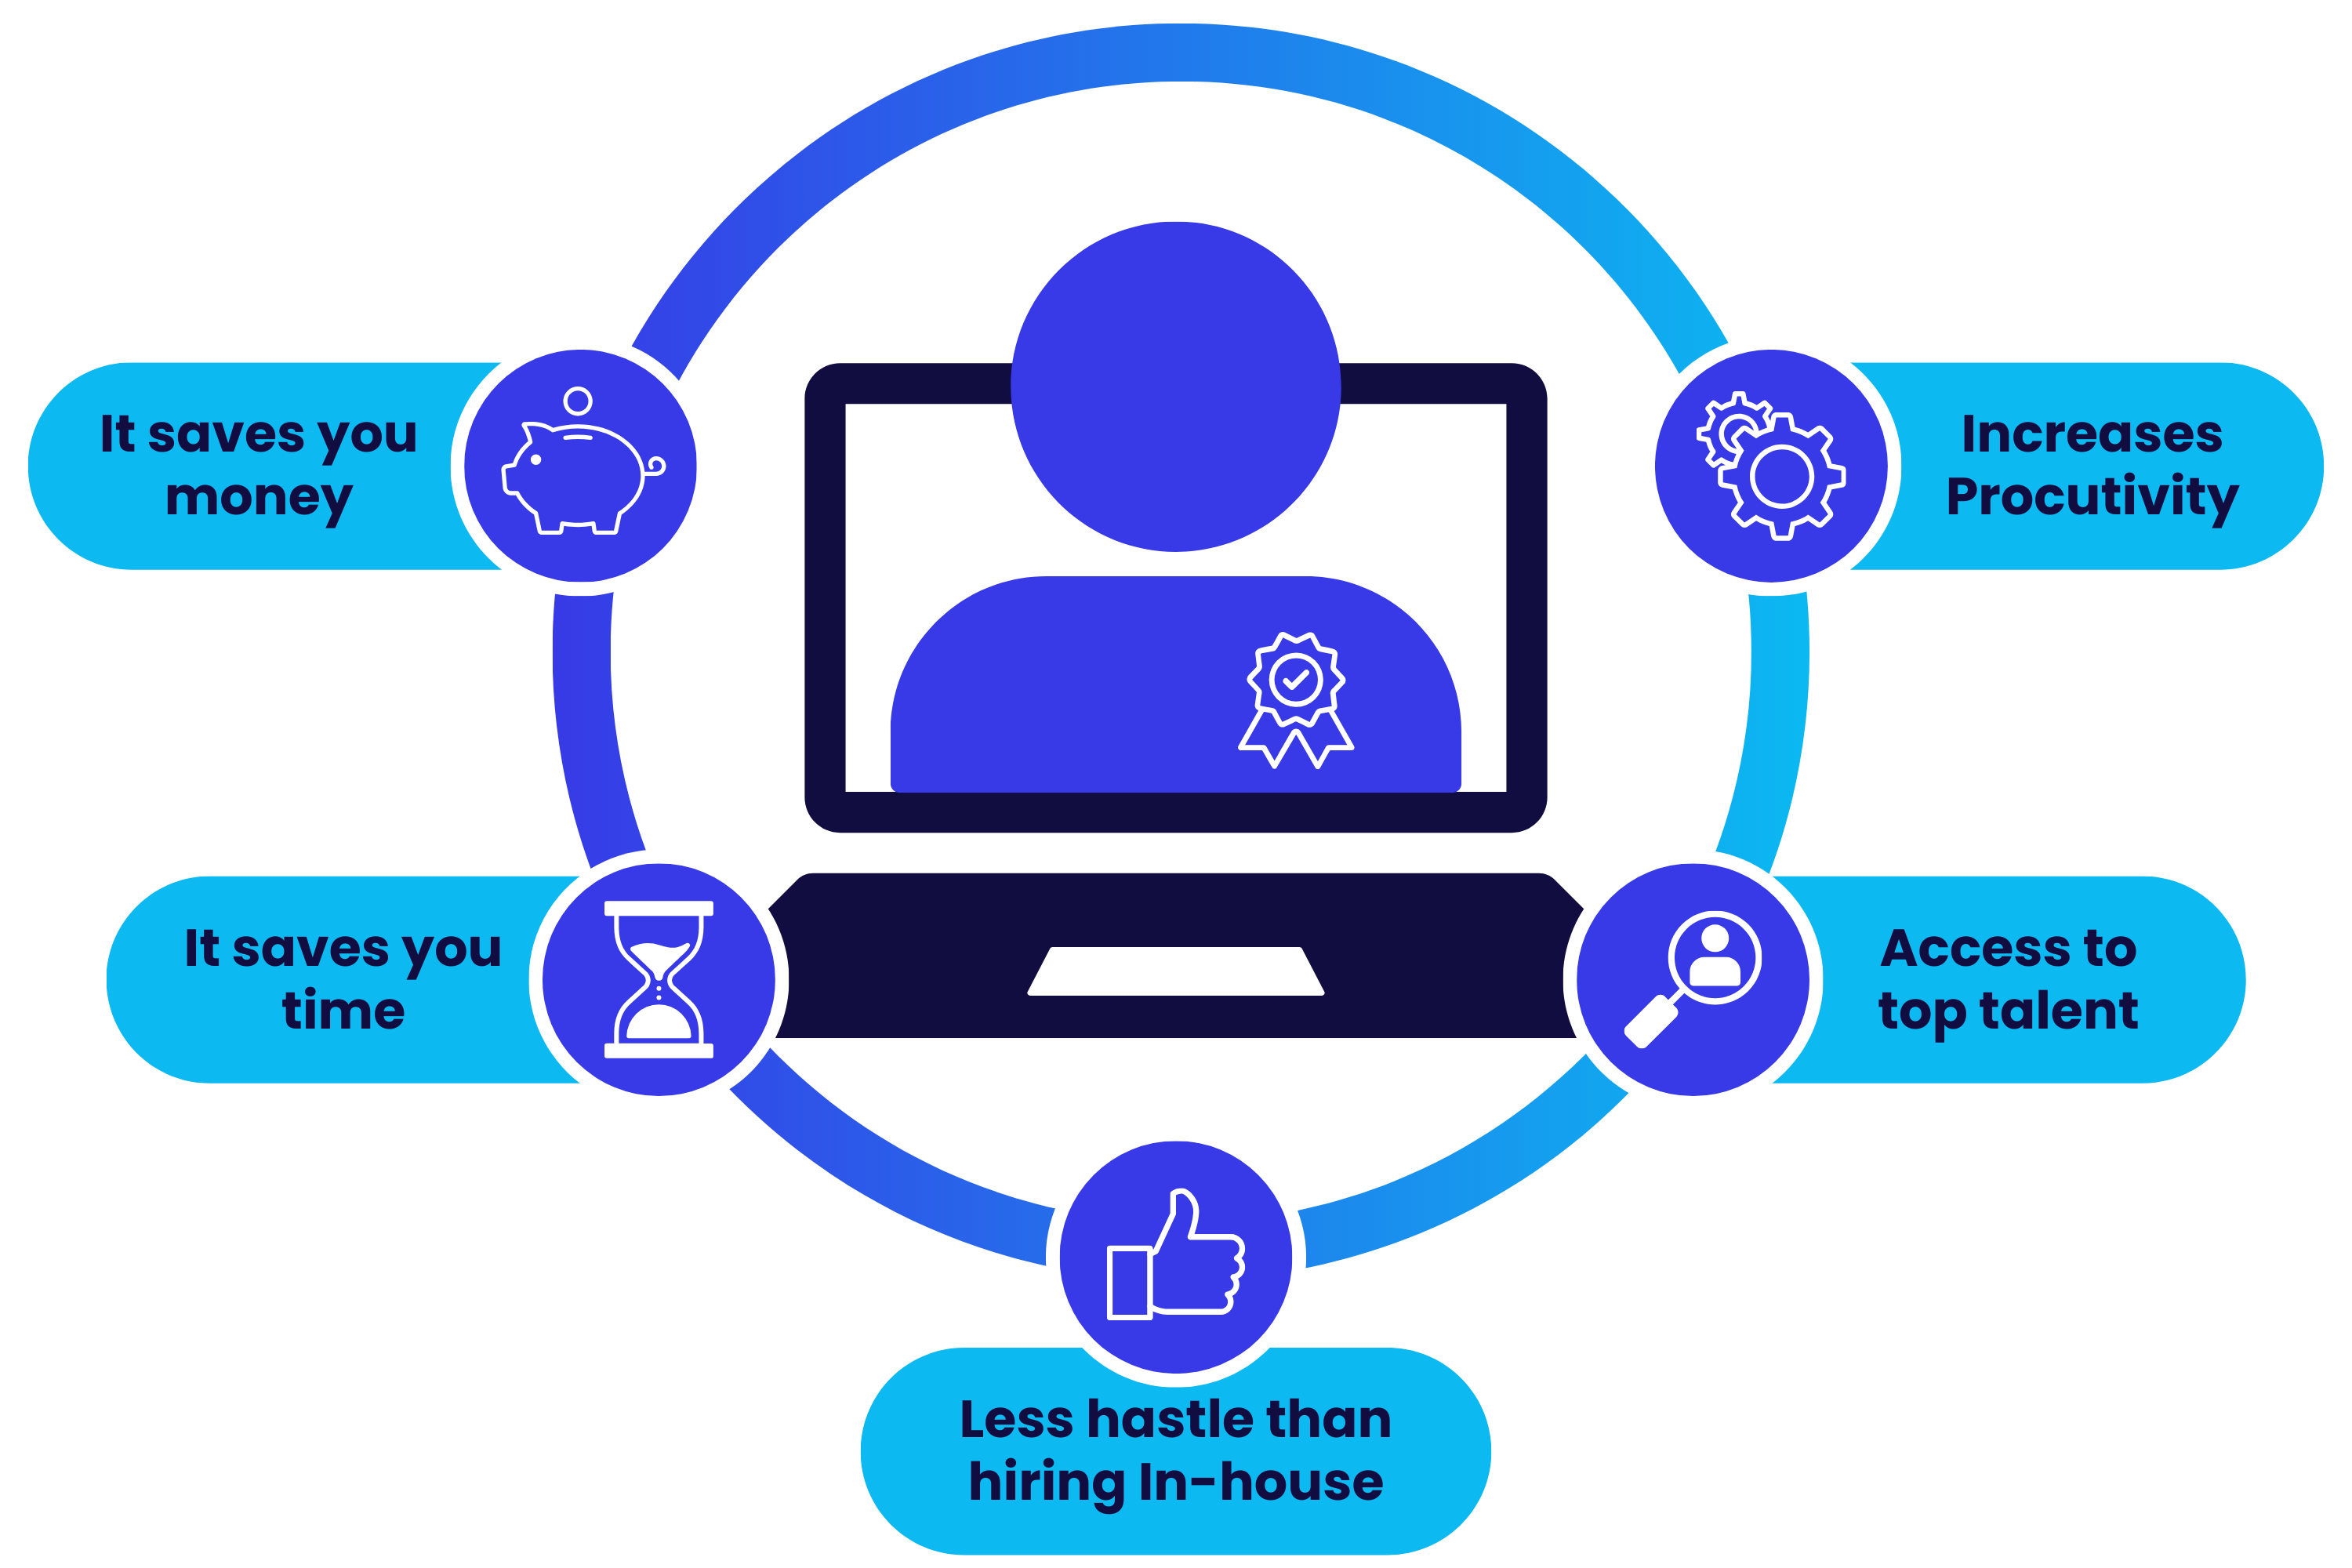 It saves you
money
Increases
Procutivity
It saves you
time
Access to
top talent
Less hastle than
hiring In-house